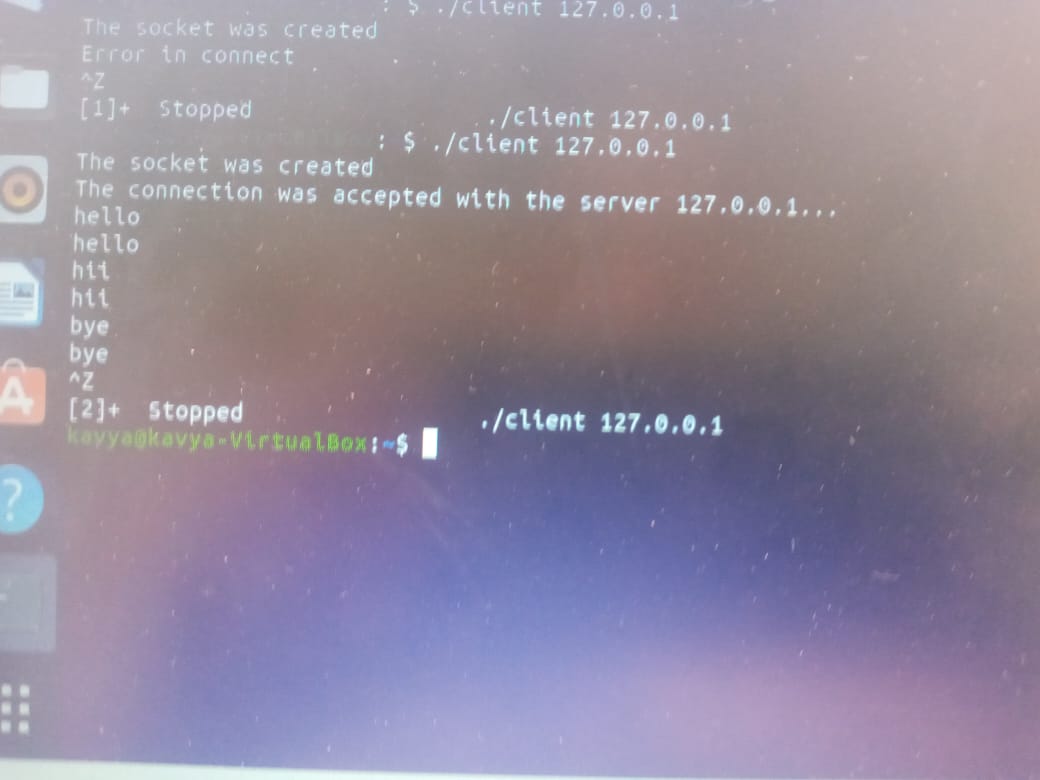 : $ ./client 127.0.0.1
The socket was created
Error in connect
^Z
[1]+ Stopped ./client 127.0.0.1
: $ ./client 127.0.0.1
The socket was created
The connection was accepted with the server 127.0.0.1...
hello
hello
hii
hii
bye
bye
^Z
[2]+ Stopped ./client 127.0.0.1
kavya@kavya-VirtualBox:~$